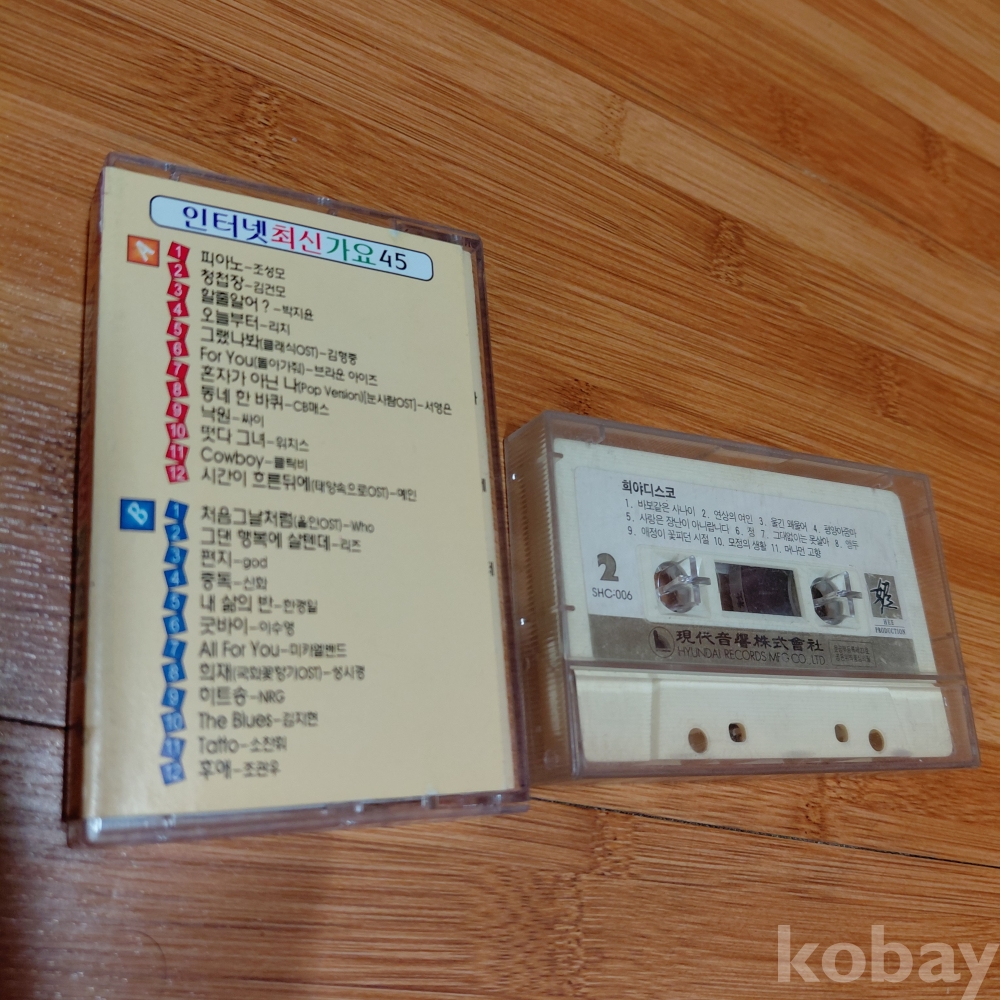 인터넷최신가요45
A
1 피아노-조성모
2 청첩장-김건모
3 할줄알어?-박지윤
4 오늘부터-리치
5 그랬나봐(클래식OST)-김형중
6 For You(돌아가줘)-브라운 아이즈
7 혼자가 아닌 나(Pop Version)(눈사람OST)-서영은
8 동네 한 바퀴-CB매스
9 낙원-싸이
10 떳다 그녀-위치스
11 Cowboy-클릭비
12 시간이 흐른뒤에(태양속으로OST)-예인
B
1 처음그날처럼(올인OST)-Who
2 그댄 행복에 살텐데-리즈
3 편지-god
4 중독-신화
5 내 삶의 반-한경일
6 굿바이-이수영
7 All For You-미카엘밴드
8 희재(국화꽃향기OST)-성시경
9 히트송-NRG
10 The Blues-김지현
11 Tatto-소찬휘
12 후애-조관우
희야디스코
1. 바보같은 사나이 2. 연상의 여인 3. 울긴 왜울어 4. 평양아줌마
5. 사랑은 장난이 아니랍니다 6. 정 7. 그대없이는 못살아 8. 앵두
9. 애정이 꽃피던 시절 10. 모정의 생활 11. 머나먼 고향
2
SHC-006
HEE
PRODUCTION
現代音響株式會社
HYUNDAI RECORDS MFG CO., LTD
kobay